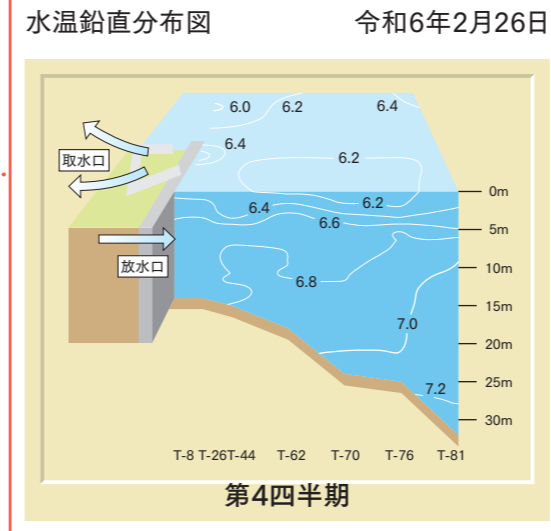 水温鉛直分布図 令和6年2月26日
6.0 6.2 6.4
6.4
取水口 6.2
0m
6.4 6.2
6.6 5m
放水口 10m
6.8
15m
7.0
20m
7.2 25m
30m
T-8 T-26 T-44 T-62 T-70 T-76 T-81
第4四半期